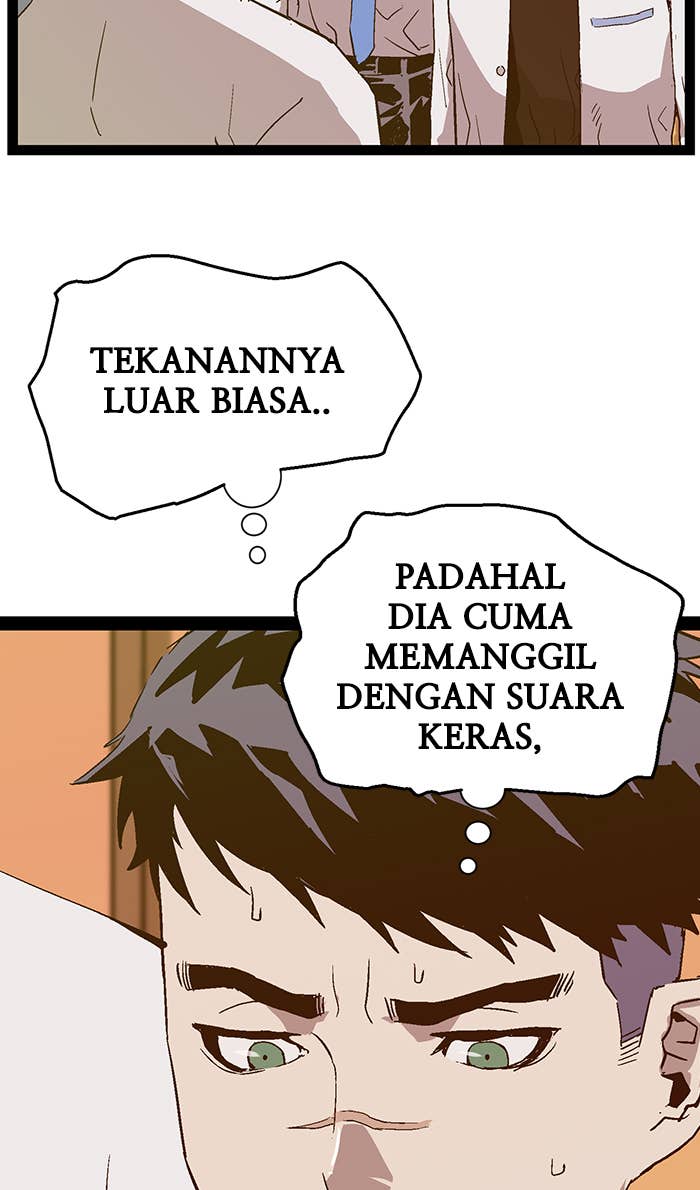 TEKANANNYA
LUAR BIASA..
PADAHAL
DIA CUMA
MEMANGGIL
DENGAN SUARA
KERAS,